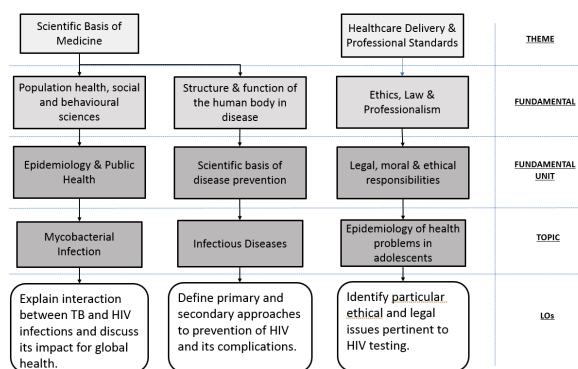 Scientific Basis of
Medicine
Healthcare Delivery &
Professional Standards
THEME
Population health, social
and behavioural
sciences
Structure & function of
the human body in
disease
Ethics, Law &
Professionalism
FUNDAMENTAL
Epidemiology & Public
Health
Scientific basis of
disease prevention
Legal, moral & ethical
responsibilities
FUNDAMENTAL
UNIT
Mycobacterial
Infection
Infectious Diseases
Epidemiology of health
problems in
adolescents
TOPIC
Explain interaction
between TB and HIV
infections and discuss
its impact for global
health.
Define primary and
secondary approaches
to prevention of HIV
and its complications.
Identify particular
ethical and legal
issues pertinent to
HIV testing.
LOs